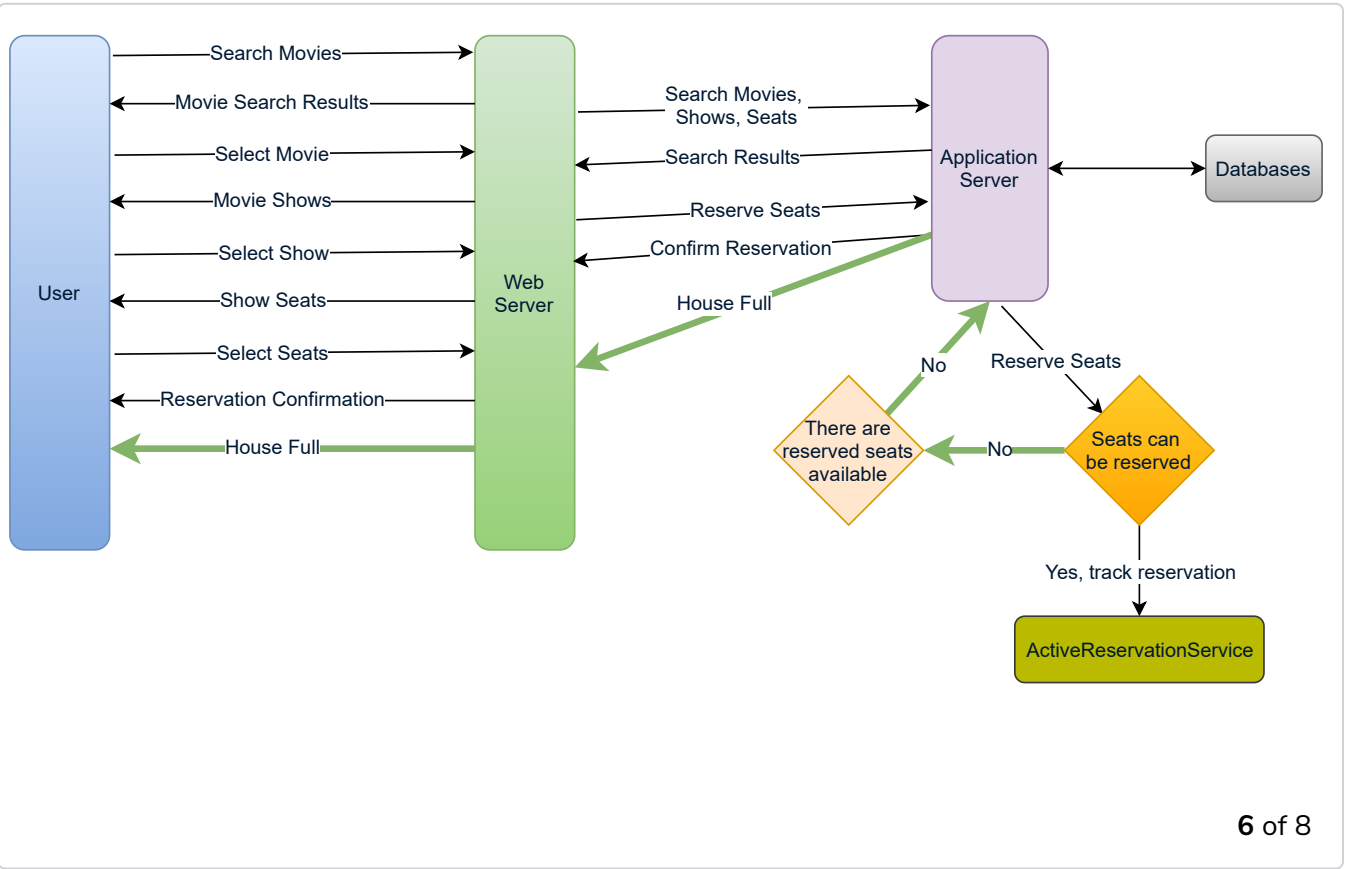 Search Movies
Movie Search Results
Select Movie
Movie Shows
Select Show
Show Seats
Select Seats
Reservation Confirmation
House Full
User
Web
Server
Search Movies,
Shows, Seats
Search Results
Reserve Seats
Confirm Reservation
House Full
Application
Server
Databases
No
Reserve Seats
There are
reserved seats
available
No
Seats can
be reserved
Yes, track reservation
ActiveReservationService
6 of 8